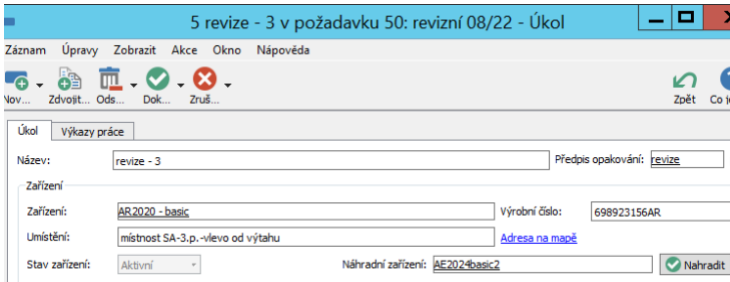 5 revize - 3 v požadavku 50: revizní 08/22 - Úkol
Záznam Úpravy Zobrazit Akce Okno Nápověda
Nov... Zdvojit... Ods... Dok... Zruš... Zpět Co je
Úkol Výkazy práce
Název: revize - 3 Předpis opakování: revize
Zařízení
Zařízení: AR2020 - basic Výrobní číslo: 698923156AR
Umístění: místnost SA-3.p.-vlevo od výtahu Adresa na mapě
Stav zařízení: Aktivní Náhradní zařízení: AE2024basic2 Nahradit